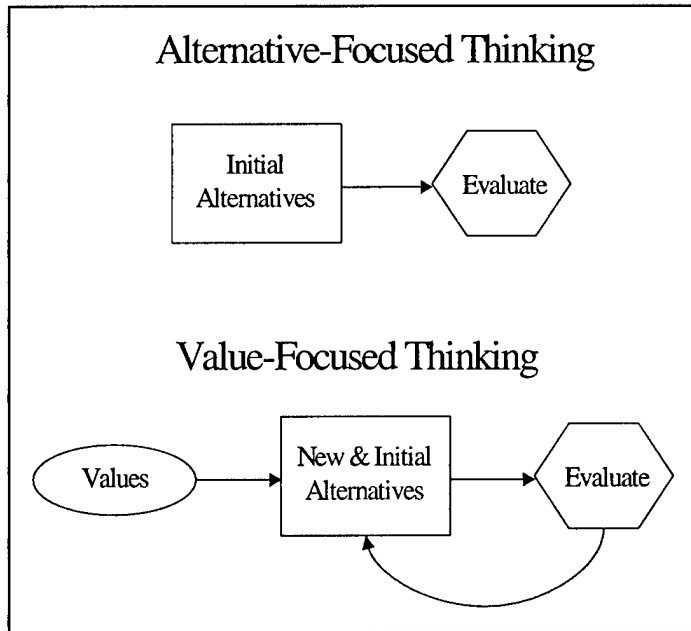 Alternative-Focused Thinking
Initial
Alternatives
Evaluate
Value-Focused Thinking
Values
New & Initial
Alternatives
Evaluate